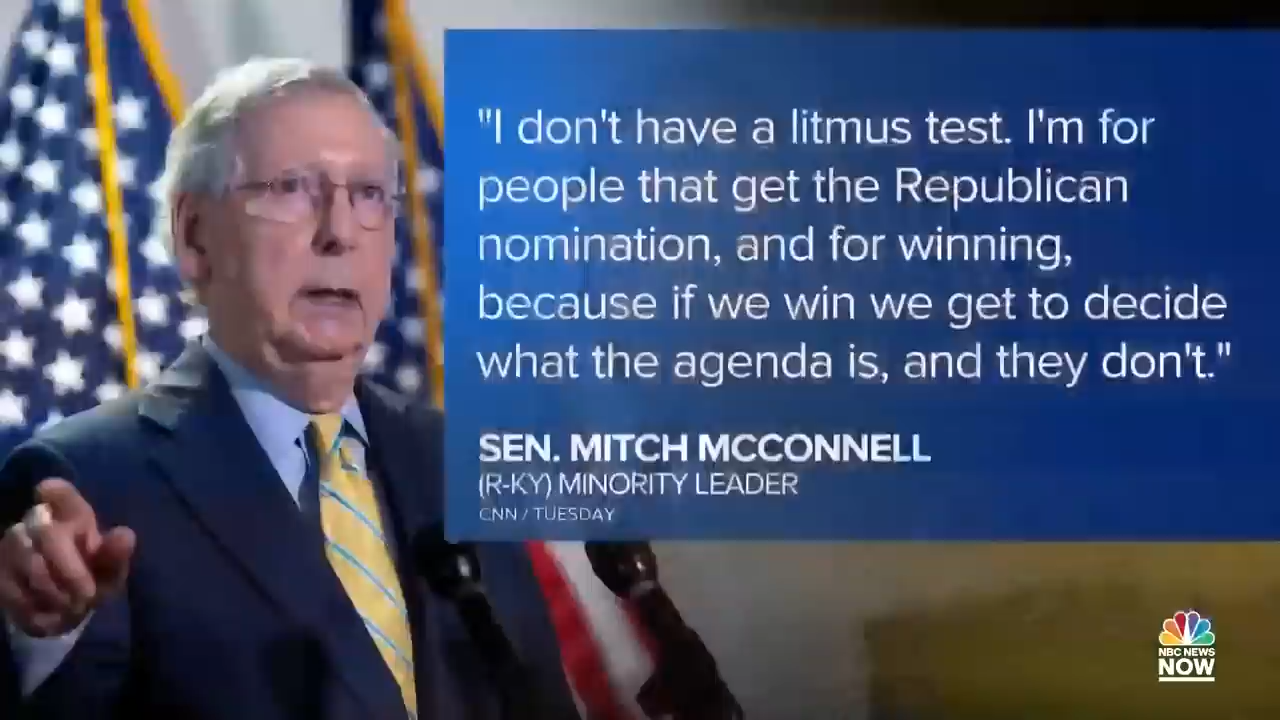 "I don't have a litmus test. I'm for
people that get the Republican
nomination, and for winning,
because if we win we get to decide
what the agenda is, and they don't."
SEN. MITCH MCCONNELL
(R-KY) MINORITY LEADER
CNN / TUESDAY
NBC NEWS
NOW